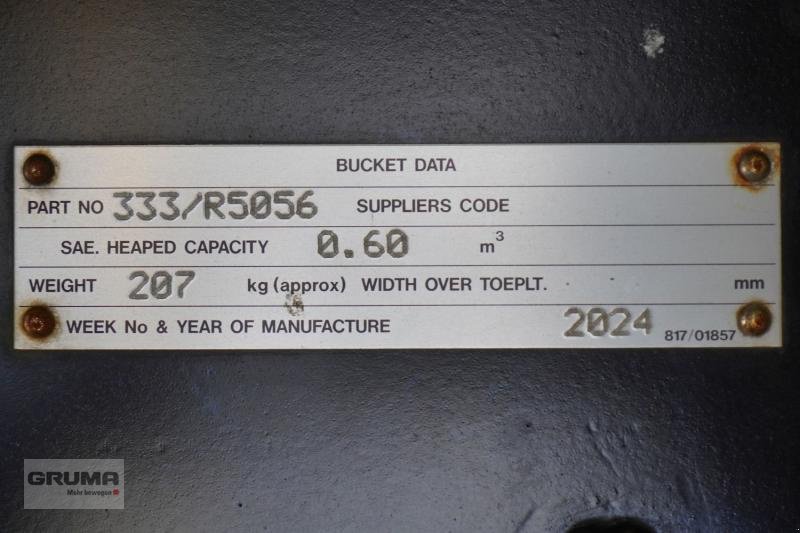 BUCKET DATA
PART NO 333/R5056 SUPPLIERS CODE
SAE. HEAPED CAPACITY 0.60 m³
WEIGHT 207 kg (approx) WIDTH OVER TOEPLT. mm
WEEK No & YEAR OF MANUFACTURE 2024 817/01857
GRUMA
Mehr bewegen